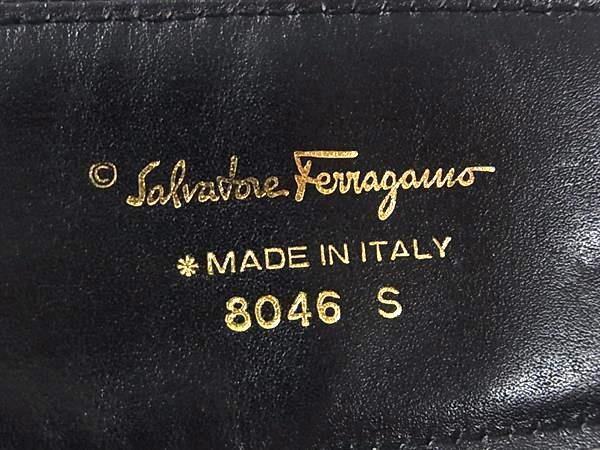 © Salvatore Ferragamo
*MADE IN ITALY
8046 S